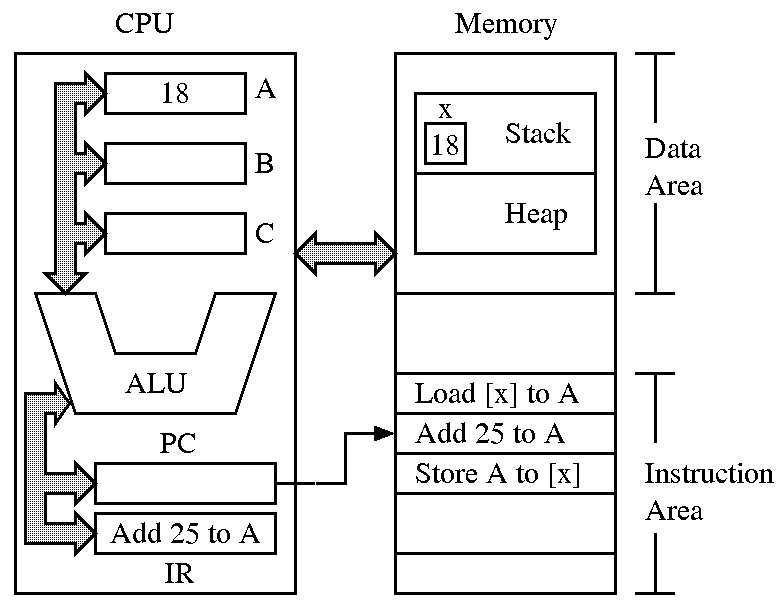 CPU
Memory
18
A
B
C
x
18
Stack
Heap
Data
Area
ALU
PC
Add 25 to A
IR
Load [x] to A
Add 25 to A
Store A to [x]
Instruction
Area